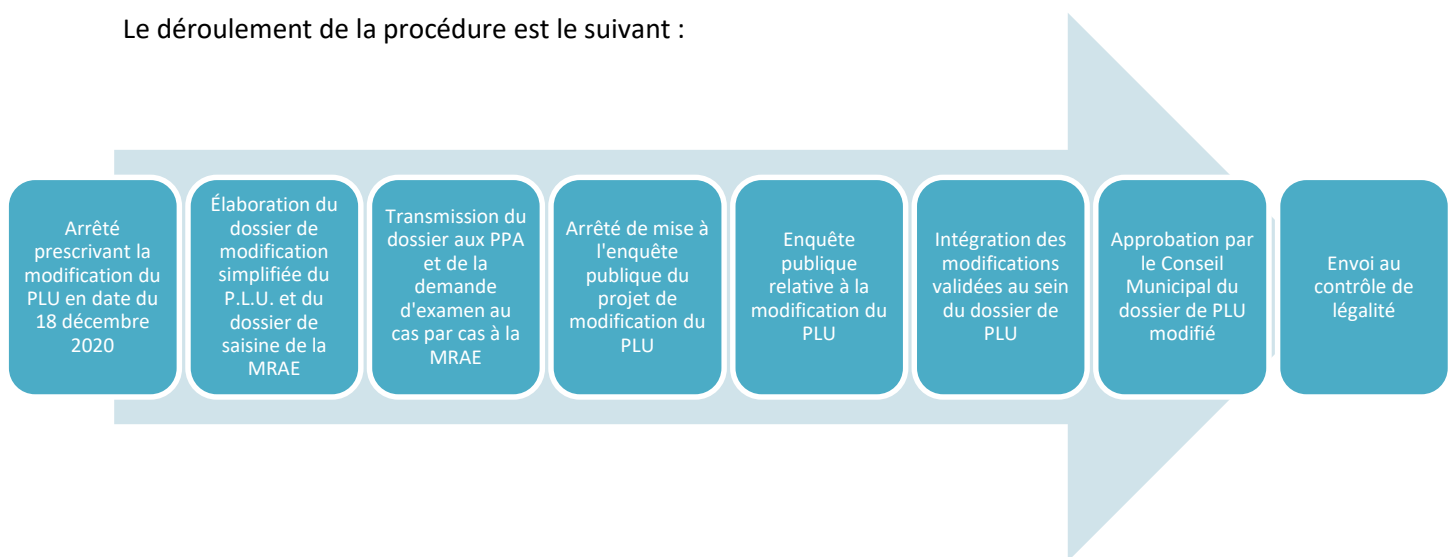 Le déroulement de la procédure est le suivant :
Arrêté
prescrivant la
modification du
PLU en date du
18 décembre
2020
Élaboration du
dossier de
modification
simplifiée du
P.L.U. et du
dossier de
saisine de la
MRAE
Transmission du
dossier aux PPA
et de la
demande
d'examen au
cas par cas à la
MRAE
Arrêté de mise à
l'enquête
publique du
projet de
modification du
PLU
Enquête
publique
relative à la
modification du
PLU
Intégration des
modifications
validées au sein
du dossier de
PLU
Approbation par
le Conseil
Municipal du
dossier de PLU
modifié
Envoi au
contrôle de
légalité